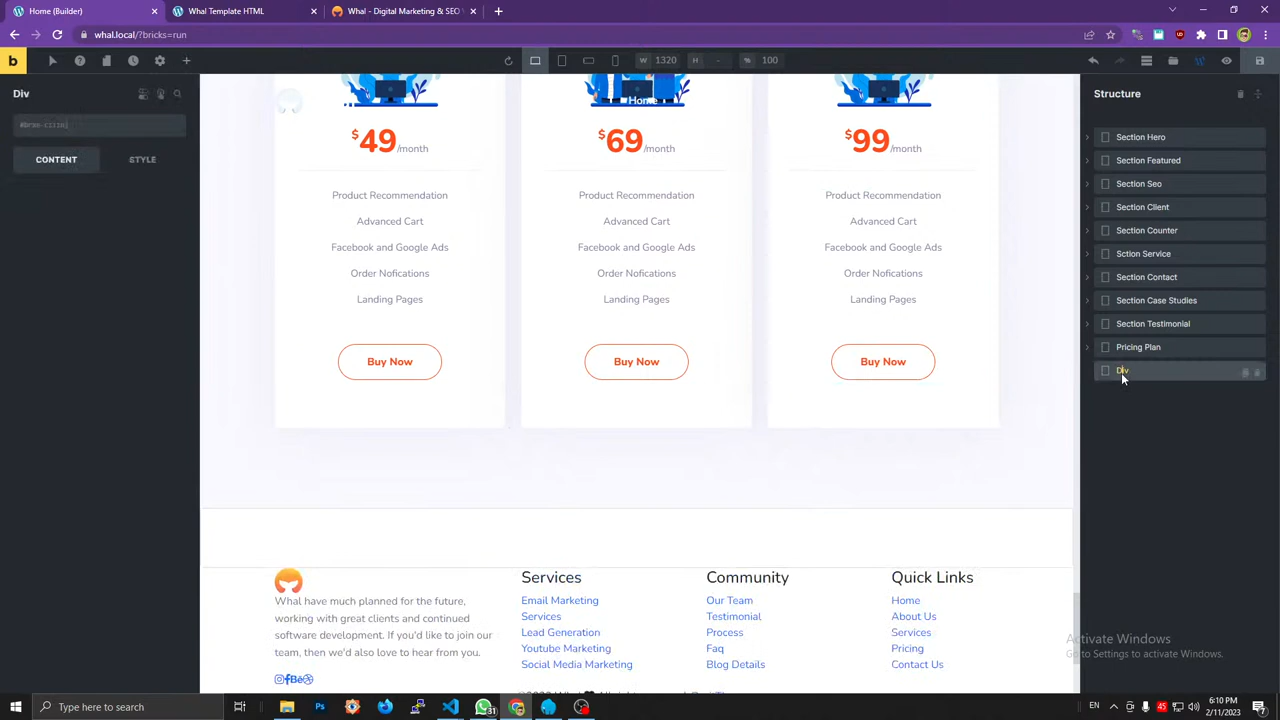 Home (Builder)
Whal Template HTML
Whal - Digital Marketing & SEO
whal.local/?bricks=run
b
W 1320 H - % 100
Div
CONTENT
STYLE
Home
$49/month
Product Recommendation
Advanced Cart
Facebook and Google Ads
Order Nofications
Landing Pages
Buy Now
$69/month
Product Recommendation
Advanced Cart
Facebook and Google Ads
Order Nofications
Landing Pages
Buy Now
$99/month
Product Recommendation
Advanced Cart
Facebook and Google Ads
Order Nofications
Landing Pages
Buy Now
Whal have much planned for the future,
working with great clients and continued
software development. If you'd like to join our
team, then we'd also love to hear from you.
Services
Email Marketing
Services
Lead Generation
Youtube Marketing
Social Media Marketing
Community
Our Team
Testimonial
Process
Faq
Blog Details
Quick Links
Home
About Us
Services
Pricing
Contact Us
Structure
Section Hero
Section Featured
Section Seo
Section Client
Section Counter
Sction Service
Section Contact
Section Case Studies
Section Testimonial
Pricing Plan
Div
Activate Windows
Go to Settings to activate Windows.
Type here to search
31
EN
45
6:10 PM
2/11/2023